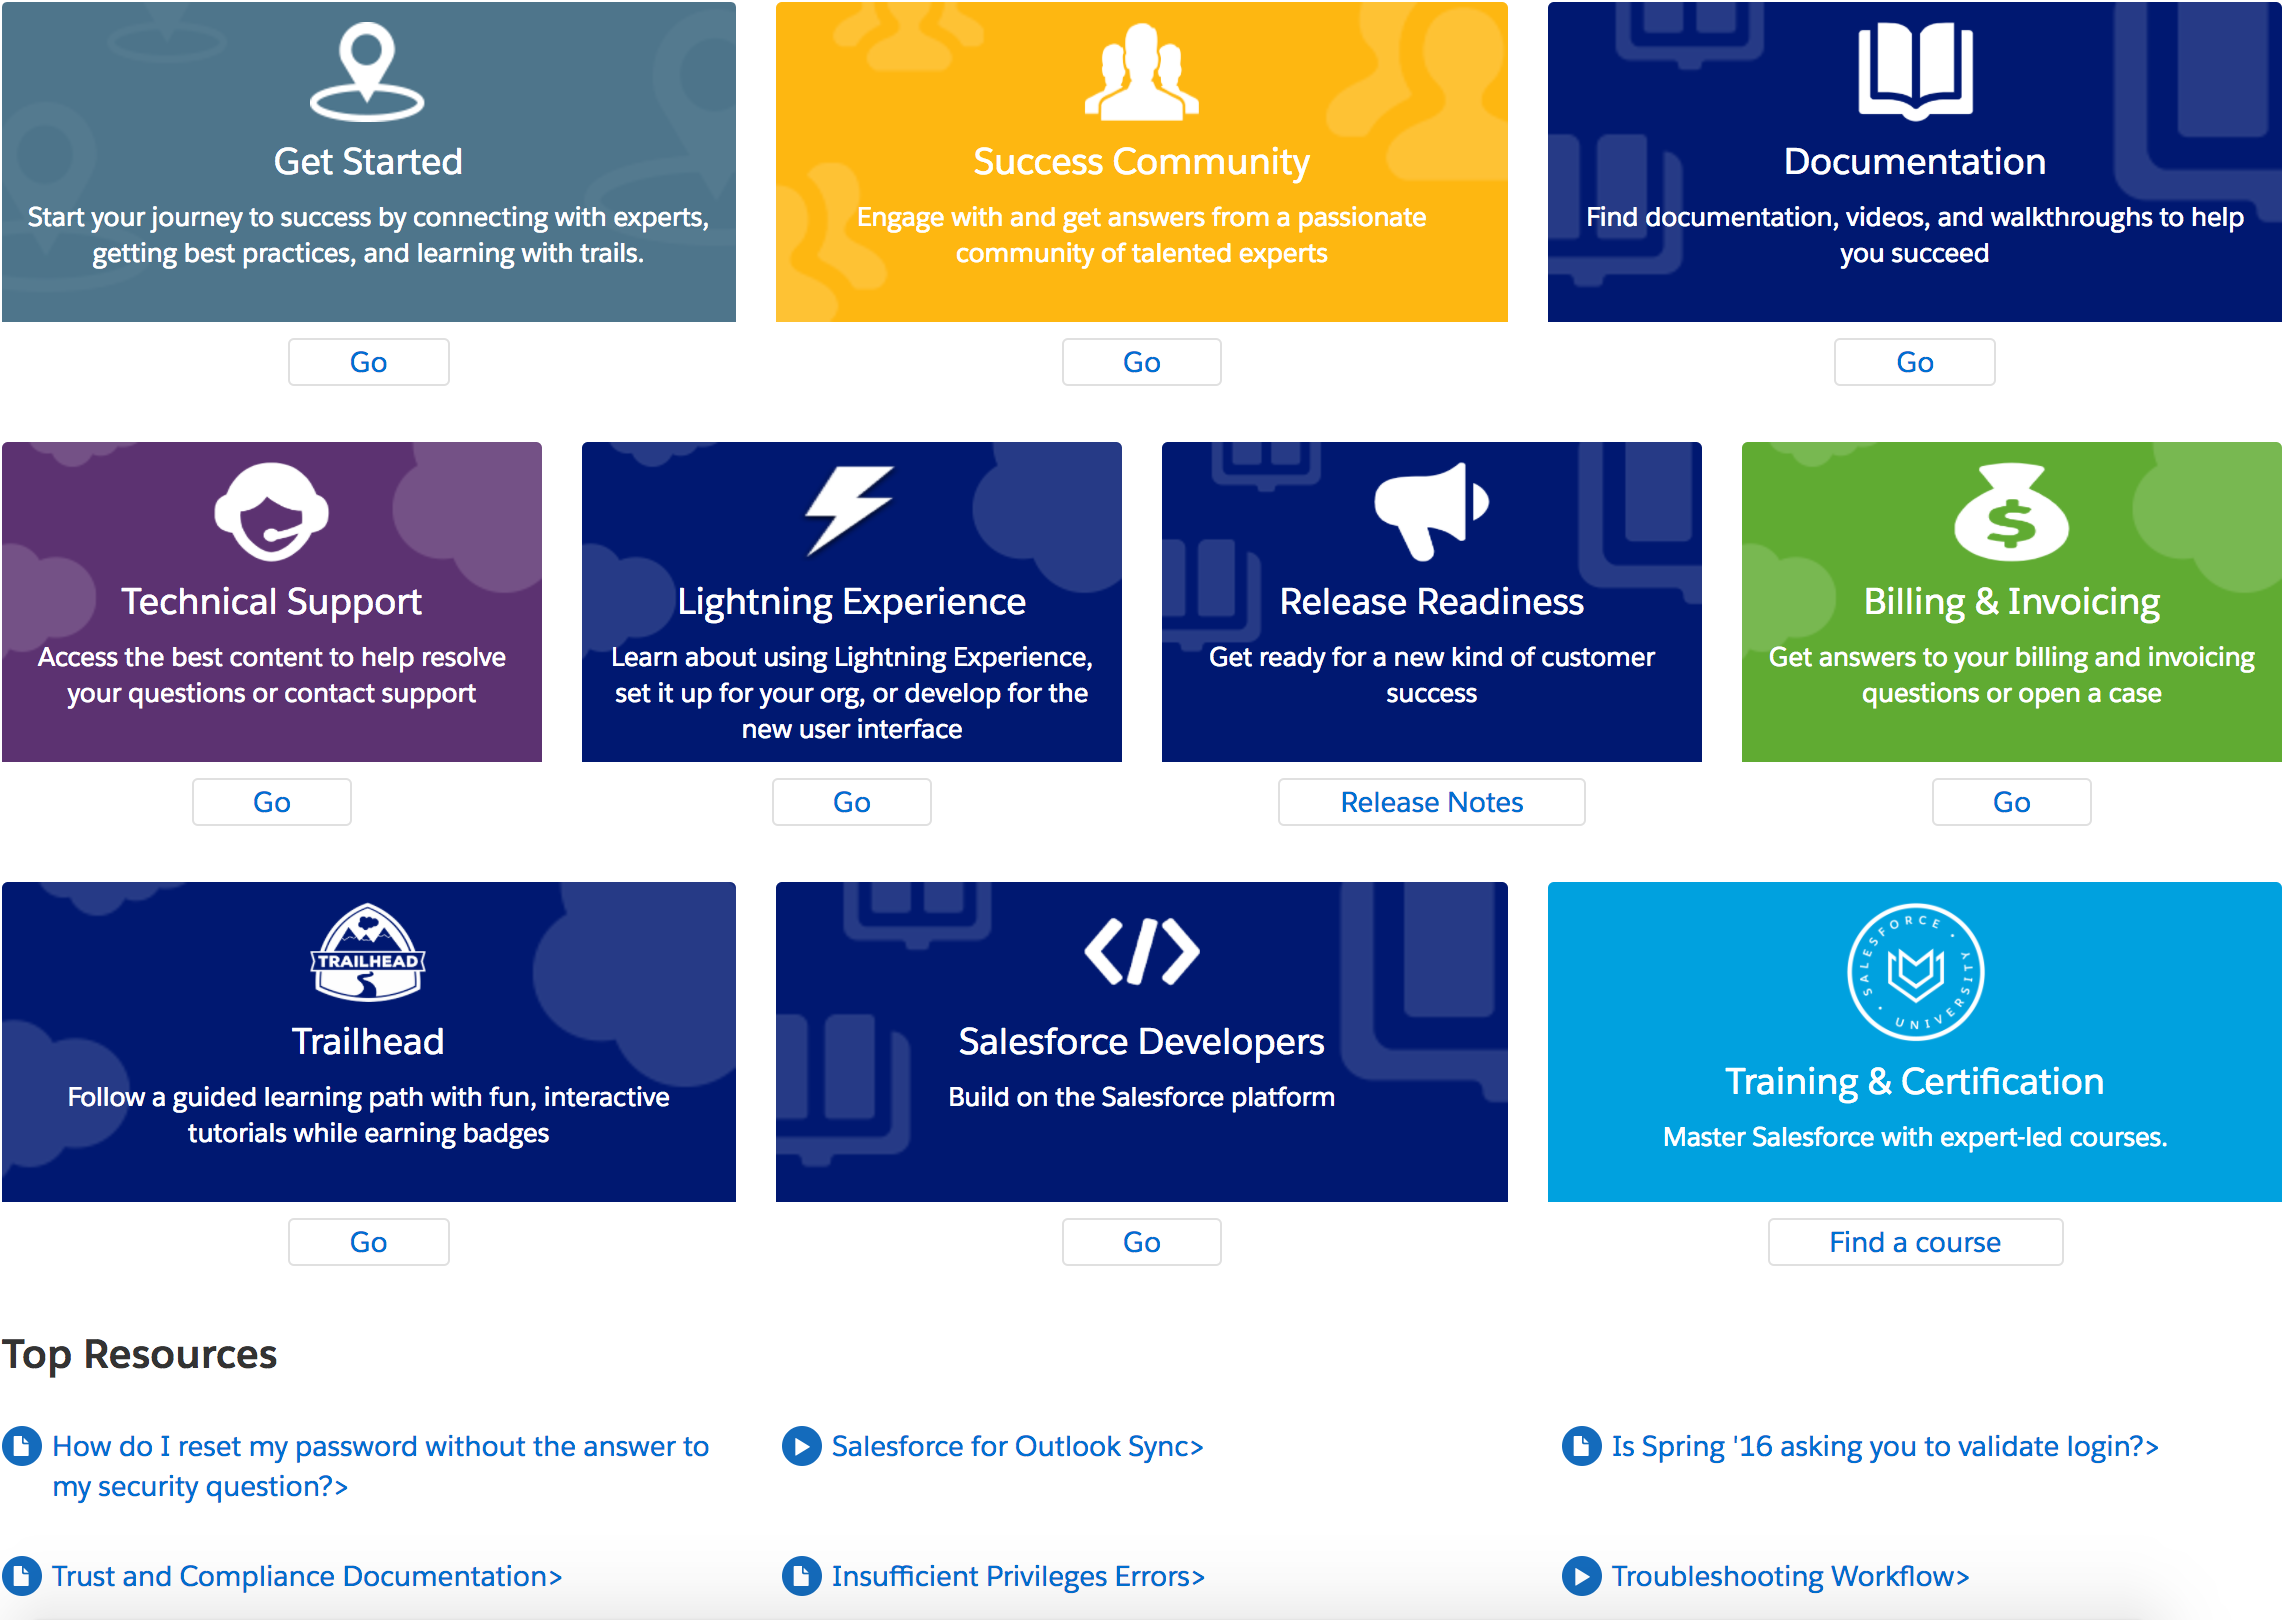 Get Started
Start your journey to success by connecting with experts,
getting best practices, and learning with trails.
Go
Success Community
Engage with and get answers from a passionate
community of talented experts
Go
Documentation
Find documentation, videos, and walkthroughs to help
you succeed
Go
Technical Support
Access the best content to help resolve
your questions or contact support
Go
Lightning Experience
Learn about using Lightning Experience,
set it up for your org, or develop for the
new user interface
Go
Release Readiness
Get ready for a new kind of customer
success
Release Notes
$
Billing & Invoicing
Get answers to your billing and invoicing
questions or open a case
Go
TRAILHEAD
Trailhead
Follow a guided learning path with fun, interactive
tutorials while earning badges
Go
</>
Salesforce Developers
Build on the Salesforce platform
Go
• SALESFORCE • UNIVERSITY
Training & Certification
Master Salesforce with expert-led courses.
Find a course
Top Resources
How do I reset my password without the answer to
my security question?>
Salesforce for Outlook Sync>
Is Spring '16 asking you to validate login?>
Trust and Compliance Documentation>
Insufficient Privileges Errors>
Troubleshooting Workflow>